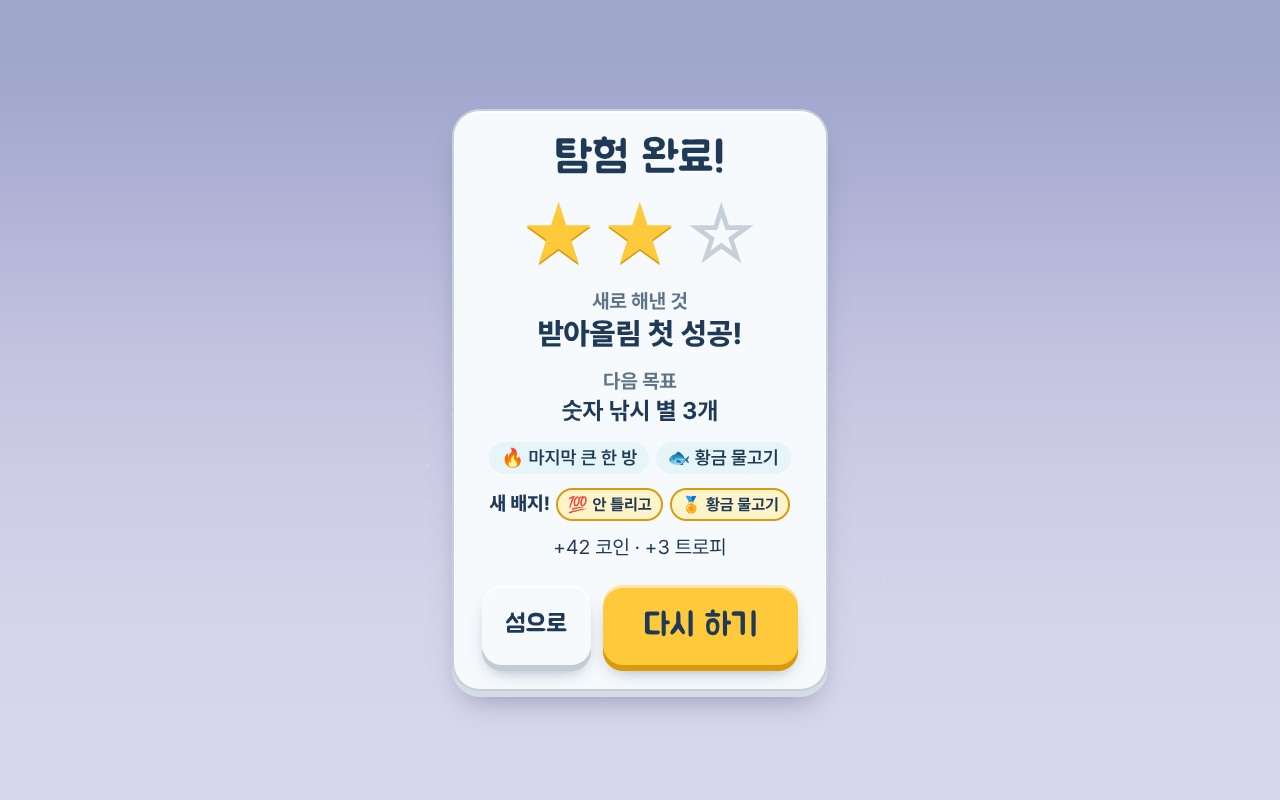 탐험 완료!
새로 해낸 것
받아올림 첫 성공!
다음 목표
숫자 낚시 별 3개
🔥 마지막 큰 한 방 🐟 황금 물고기
새 배지! 💯 안 틀리고 🏅 황금 물고기
+42 코인 · +3 트로피
섬으로 다시 하기